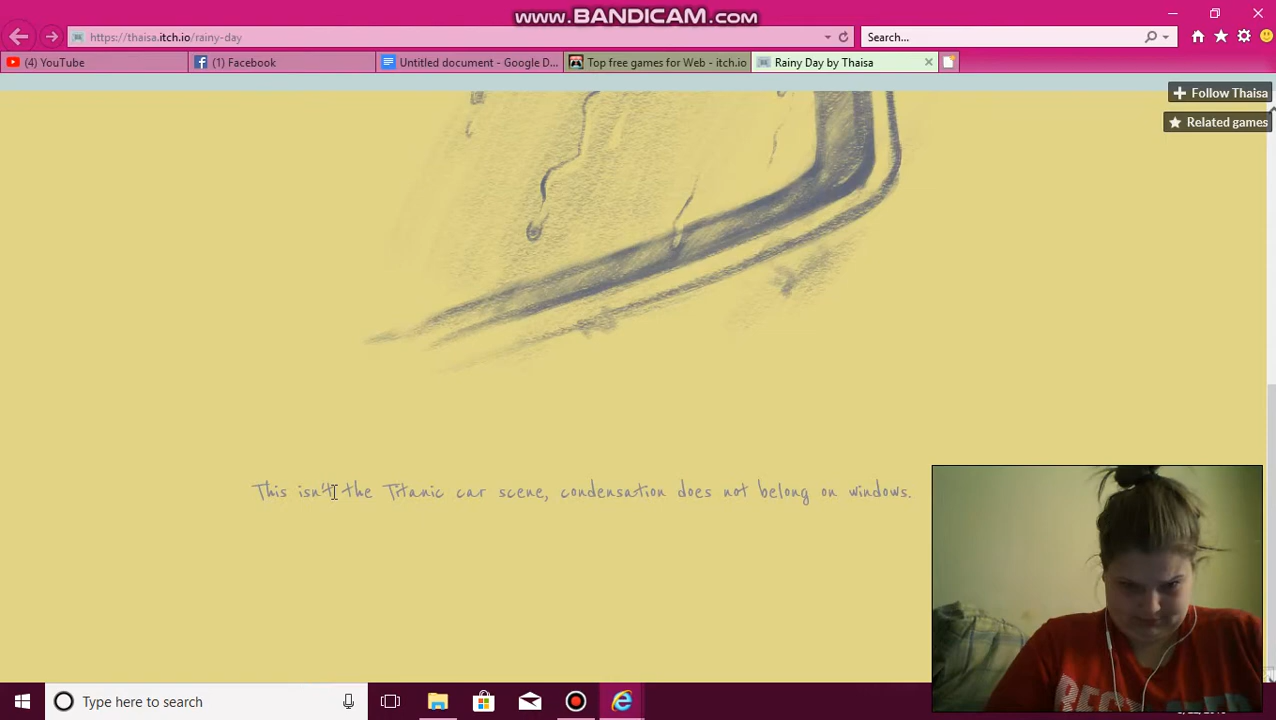 www.BANDICAM.com
https://thaisa.itch.io/rainy-day
Search...
(4) YouTube
(1) Facebook
Untitled document - Google D...
Top free games for Web - itch.io
Rainy Day by Thaisa
Follow Thaisa
Related games
This isn't the Titanic car scene, condensation does not belong on windows.
Type here to search